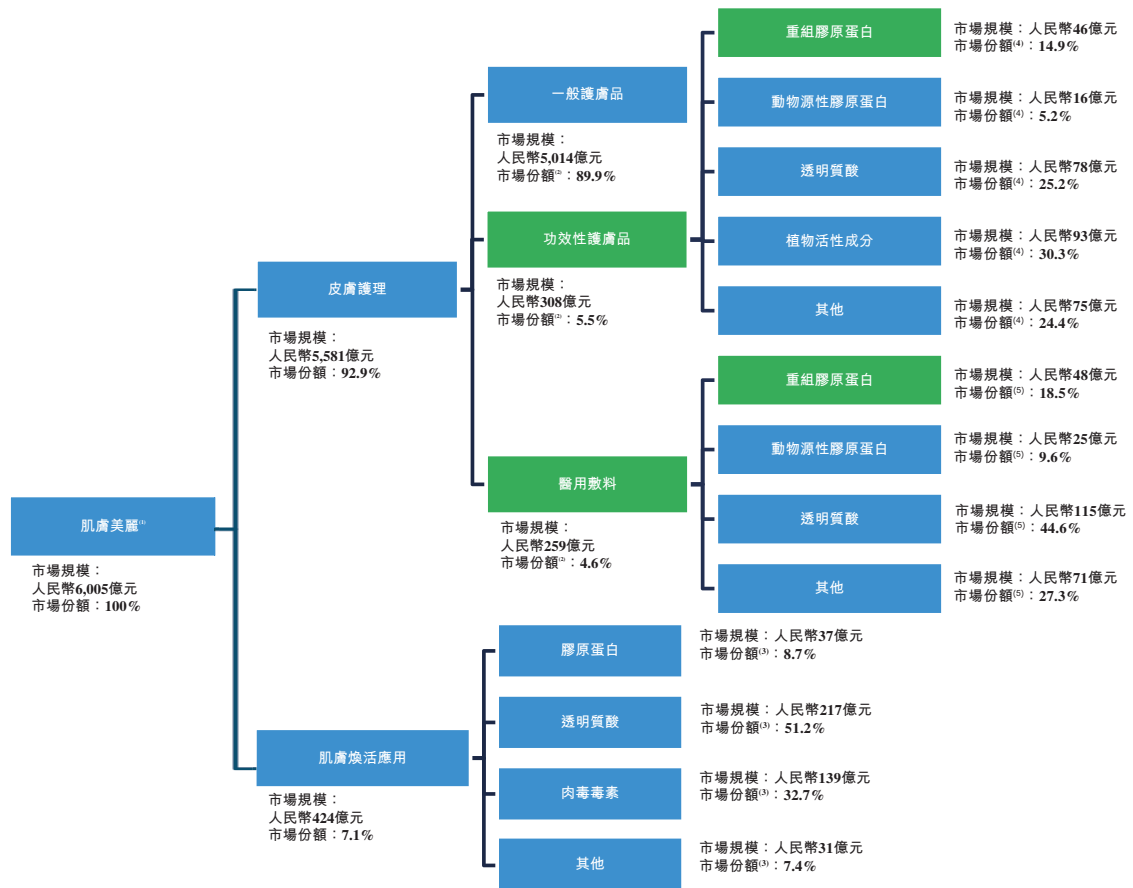 肌膚美麗⁽¹⁾
市場規模：
人民幣6,005億元
市場份額：100%
皮膚護理
市場規模：
人民幣5,581億元
市場份額：92.9%
一般護膚品
市場規模：
人民幣5,014億元
市場份額⁽²⁾：89.9%
功效性護膚品
市場規模：
人民幣308億元
市場份額⁽²⁾：5.5%
重組膠原蛋白
市場規模：人民幣46億元
市場份額⁽⁴⁾：14.9%
動物源性膠原蛋白
市場規模：人民幣16億元
市場份額⁽⁴⁾：5.2%
透明質酸
市場規模：人民幣78億元
市場份額⁽⁴⁾：25.2%
植物活性成分
市場規模：人民幣93億元
市場份額⁽⁴⁾：30.3%
其他
市場規模：人民幣75億元
市場份額⁽⁴⁾：24.4%
醫用敷料
市場規模：
人民幣259億元
市場份額⁽²⁾：4.6%
重組膠原蛋白
市場規模：人民幣48億元
市場份額⁽⁵⁾：18.5%
動物源性膠原蛋白
市場規模：人民幣25億元
市場份額⁽⁵⁾：9.6%
透明質酸
市場規模：人民幣115億元
市場份額⁽⁵⁾：44.6%
其他
市場規模：人民幣71億元
市場份額⁽⁵⁾：27.3%
肌膚煥活應用
市場規模：
人民幣424億元
市場份額：7.1%
膠原蛋白
市場規模：人民幣37億元
市場份額⁽³⁾：8.7%
透明質酸
市場規模：人民幣217億元
市場份額⁽³⁾：51.2%
肉毒毒素
市場規模：人民幣139億元
市場份額⁽³⁾：32.7%
其他
市場規模：人民幣31億元
市場份額⁽³⁾：7.4%